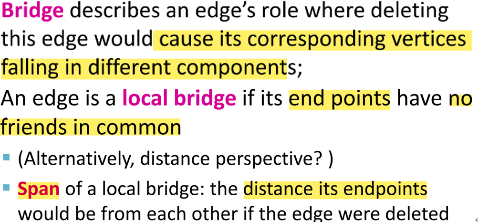 Bridge describes an edge's role where deleting
this edge would cause its corresponding vertices
falling in different components;
An edge is a local bridge if its end points have no
friends in common
(Alternatively, distance perspective? )
Span of a local bridge: the distance its endpoints
would be from each other if the edge were deleted